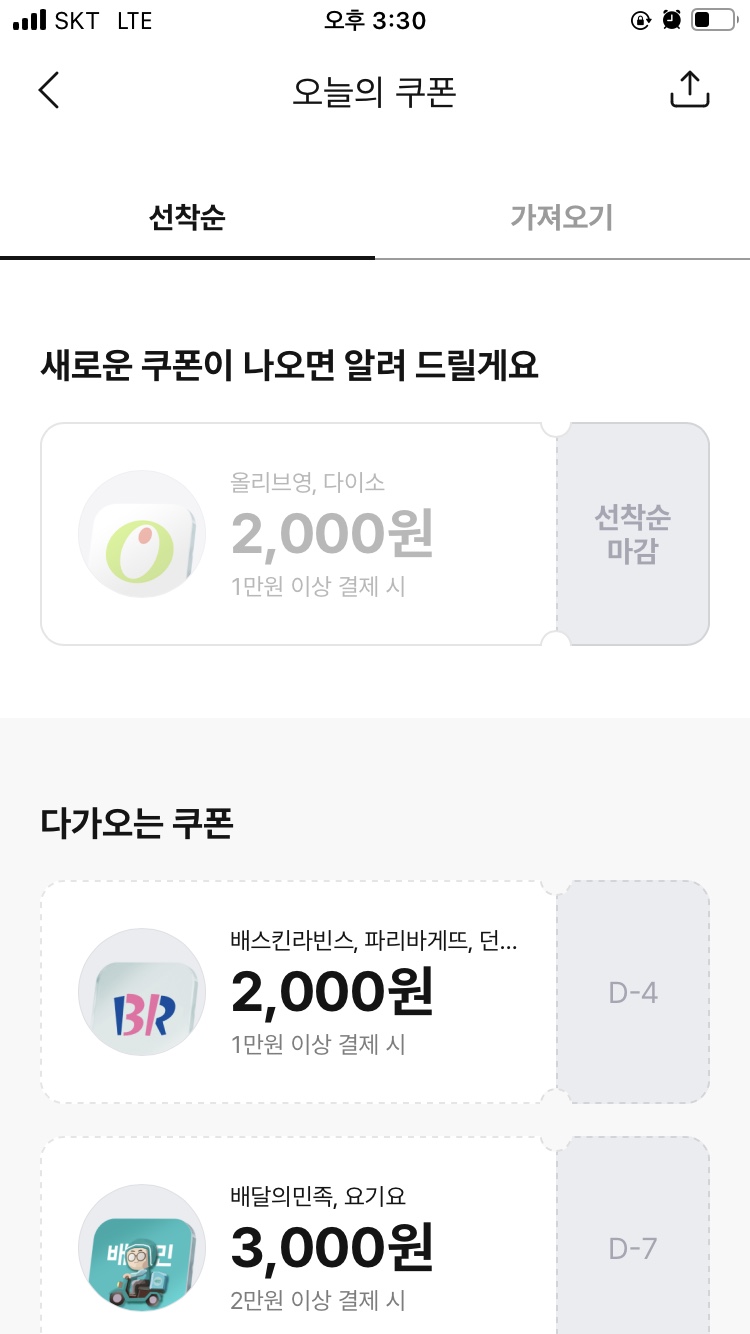 SKT LTE
오후 3:30
오늘의 쿠폰
선착순
가져오기
새로운 쿠폰이 나오면 알려 드릴게요
올리브영, 다이소
2,000원
1만원 이상 결제 시
선착순
마감
다가오는 쿠폰
배스킨라빈스, 파리바게뜨, 던...
2,000원
1만원 이상 결제 시
BR
D-4
배달의민족, 요기요
3,000원
2만원 이상 결제 시
D-7